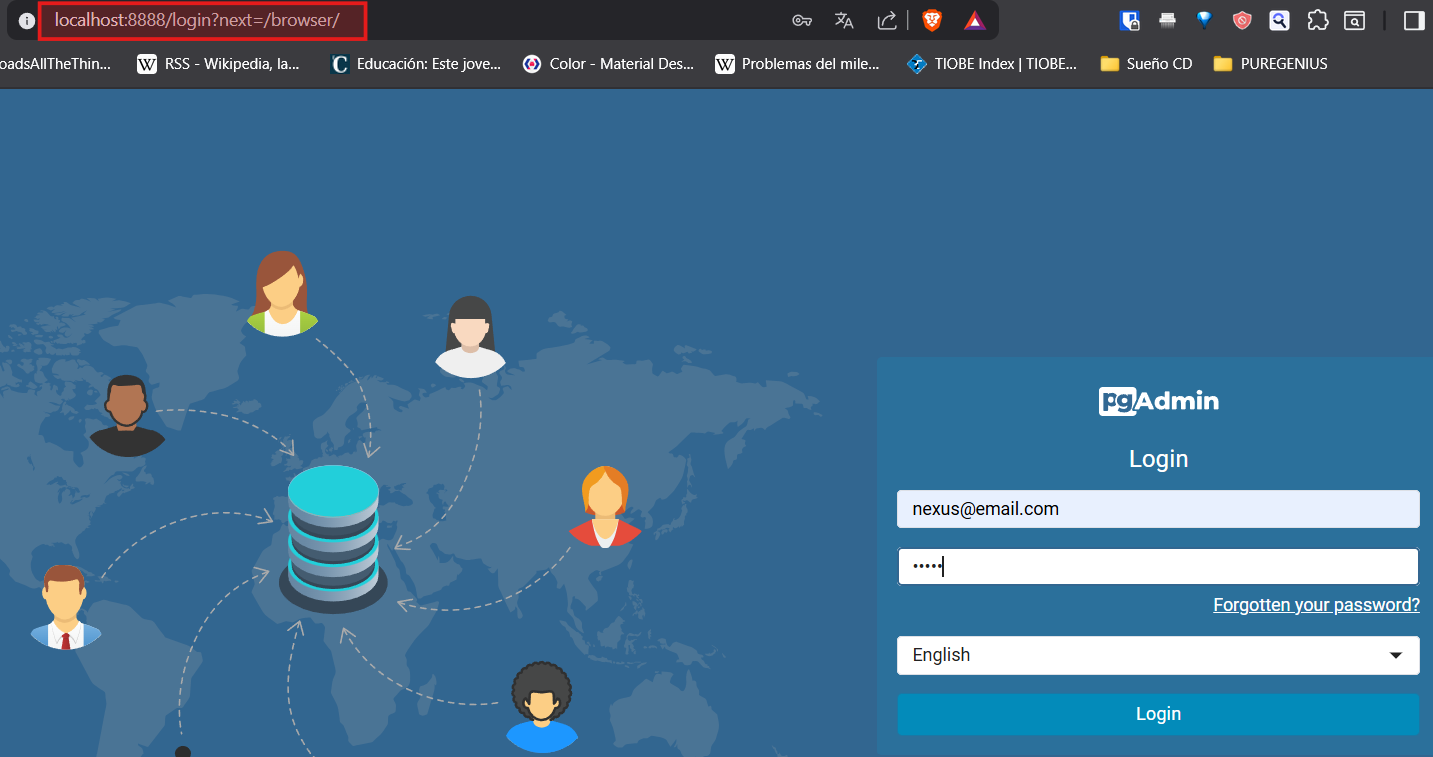 localhost:8888/login?next=/browser/
oadsAllTheThin... RSS - Wikipedia, la... Educación: Este jove... Color - Material Des... Problemas del mile... TIOBE Index | TIOBE... Sueño CD PUREGENIUS
pgAdmin
Login
nexus@email.com
•••••
Forgotten your password?
English
Login